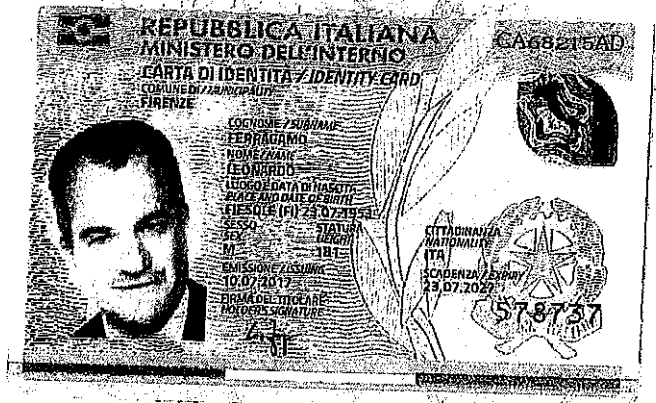 REPUBBLICA ITALIANA
MINISTERO DELL'INTERNO
CA68215AD
CARTA DI IDENTITÀ / IDENTITY CARD
COMUNE DI / MUNICIPALITY
FIRENZE
COGNOME / SURNAME
FERRAGAMO
NOME / NAME
LEONARDO
LUOGO E DATA DI NASCITA
PLACE AND DATE OF BIRTH
FIESOLE (FI) 23.07.1953
SESSO STATURA
SEX HEIGHT
M 181
EMISSIONE / ISSUING
10.07.2017
FIRMA DEL TITOLARE
HOLDER'S SIGNATURE
CITTADINANZA
NATIONALITY
ITA
SCADENZA / EXPIRY
23.07.2027
578737